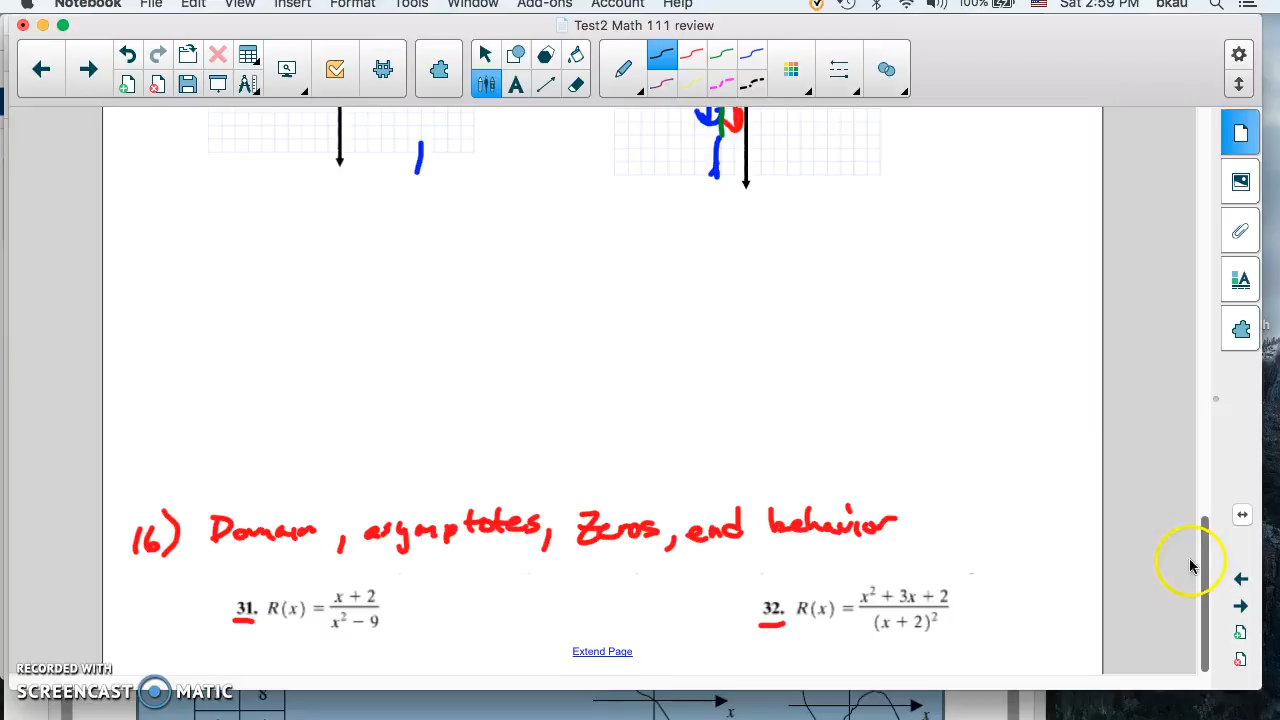 Notebook File Edit View Insert Format Tools Window Add-ons Account Help 100% Sat 2:59 PM bkau
Test2 Math 111 review
A
16) Domain, asymptotes, Zeros, end behavior
31. R(x) = (x + 2)/(x² − 9) 32. R(x) = (x² + 3x + 2)/((x + 2)²)
Extend Page
RECORDED WITH
SCREENCAST MATIC
8
x x